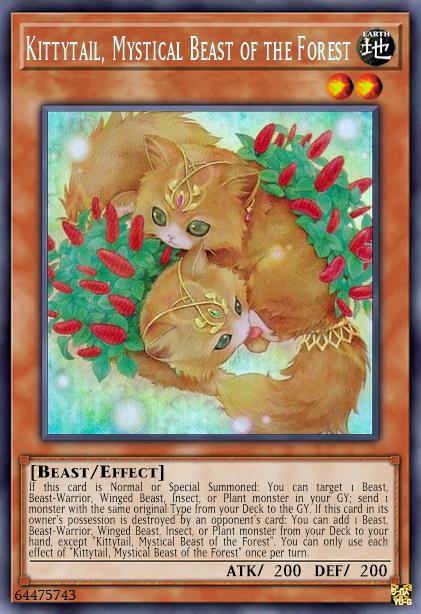 Kittytail, Mystical Beast of the Forest
EARTH
地
[Beast/Effect]
If this card is Normal or Special Summoned: You can target 1 Beast,
Beast-Warrior, Winged Beast, Insect, or Plant monster in your GY; send 1
monster with the same original Type from your Deck to the GY. If this card in its
owner's possession is destroyed by an opponent's card: You can add 1 Beast,
Beast-Warrior, Winged Beast, Insect, or Plant monster from your Deck to your
hand, except "Kittytail, Mystical Beast of the Forest". You can only use each
effect of "Kittytail, Mystical Beast of the Forest" once per turn.
ATK/ 200 DEF/ 200
64475743